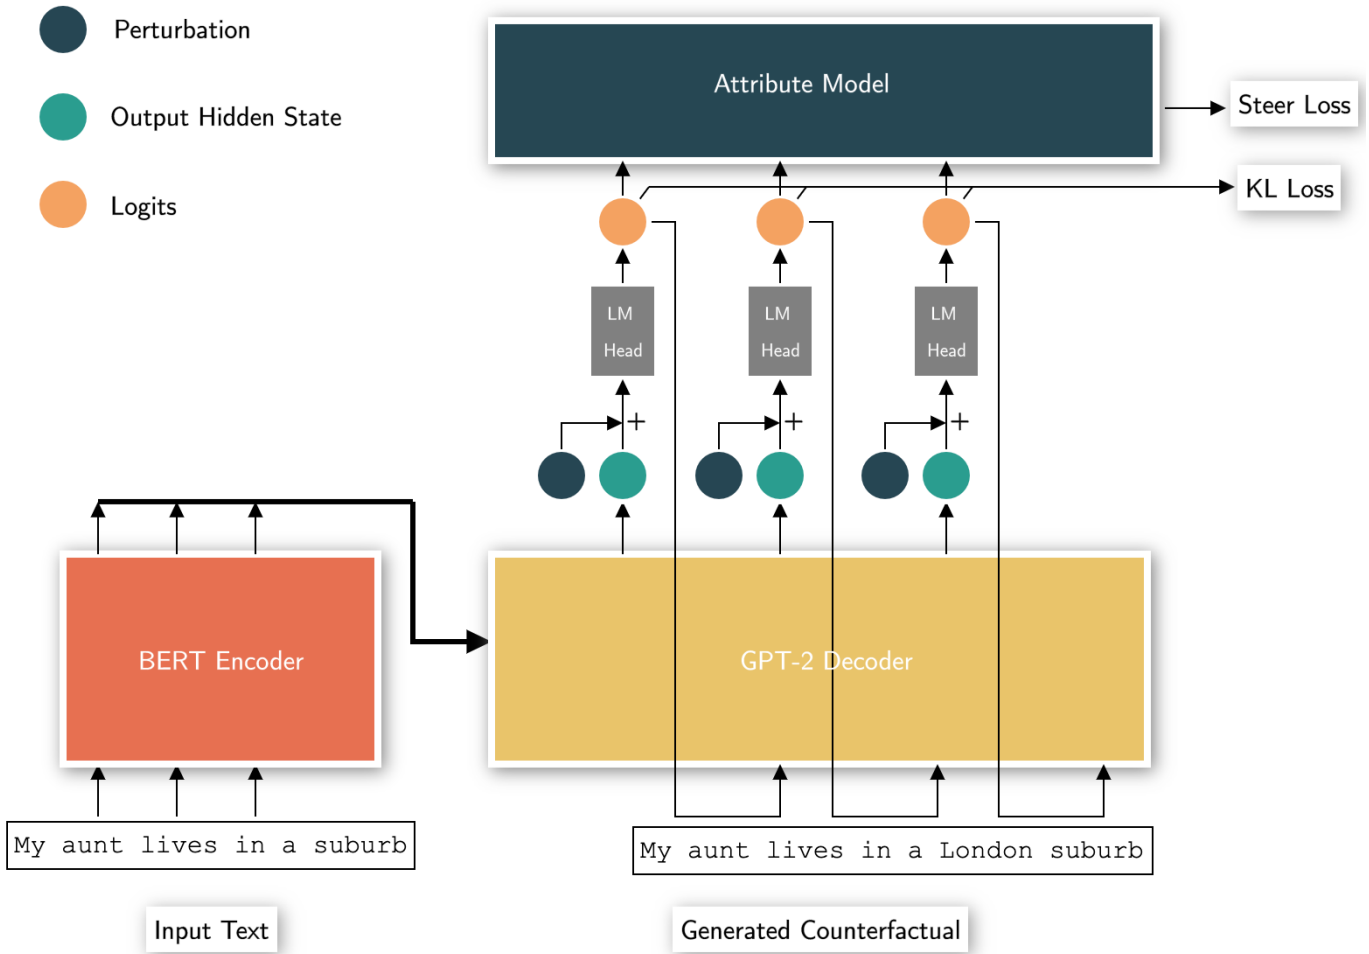 Perturbation
Output Hidden State
Logits
Attribute Model
Steer Loss
KL Loss
LM
Head
LM
Head
LM
Head
+
+
+
BERT Encoder
GPT-2 Decoder
My aunt lives in a suburb
My aunt lives in a London suburb
Input Text
Generated Counterfactual